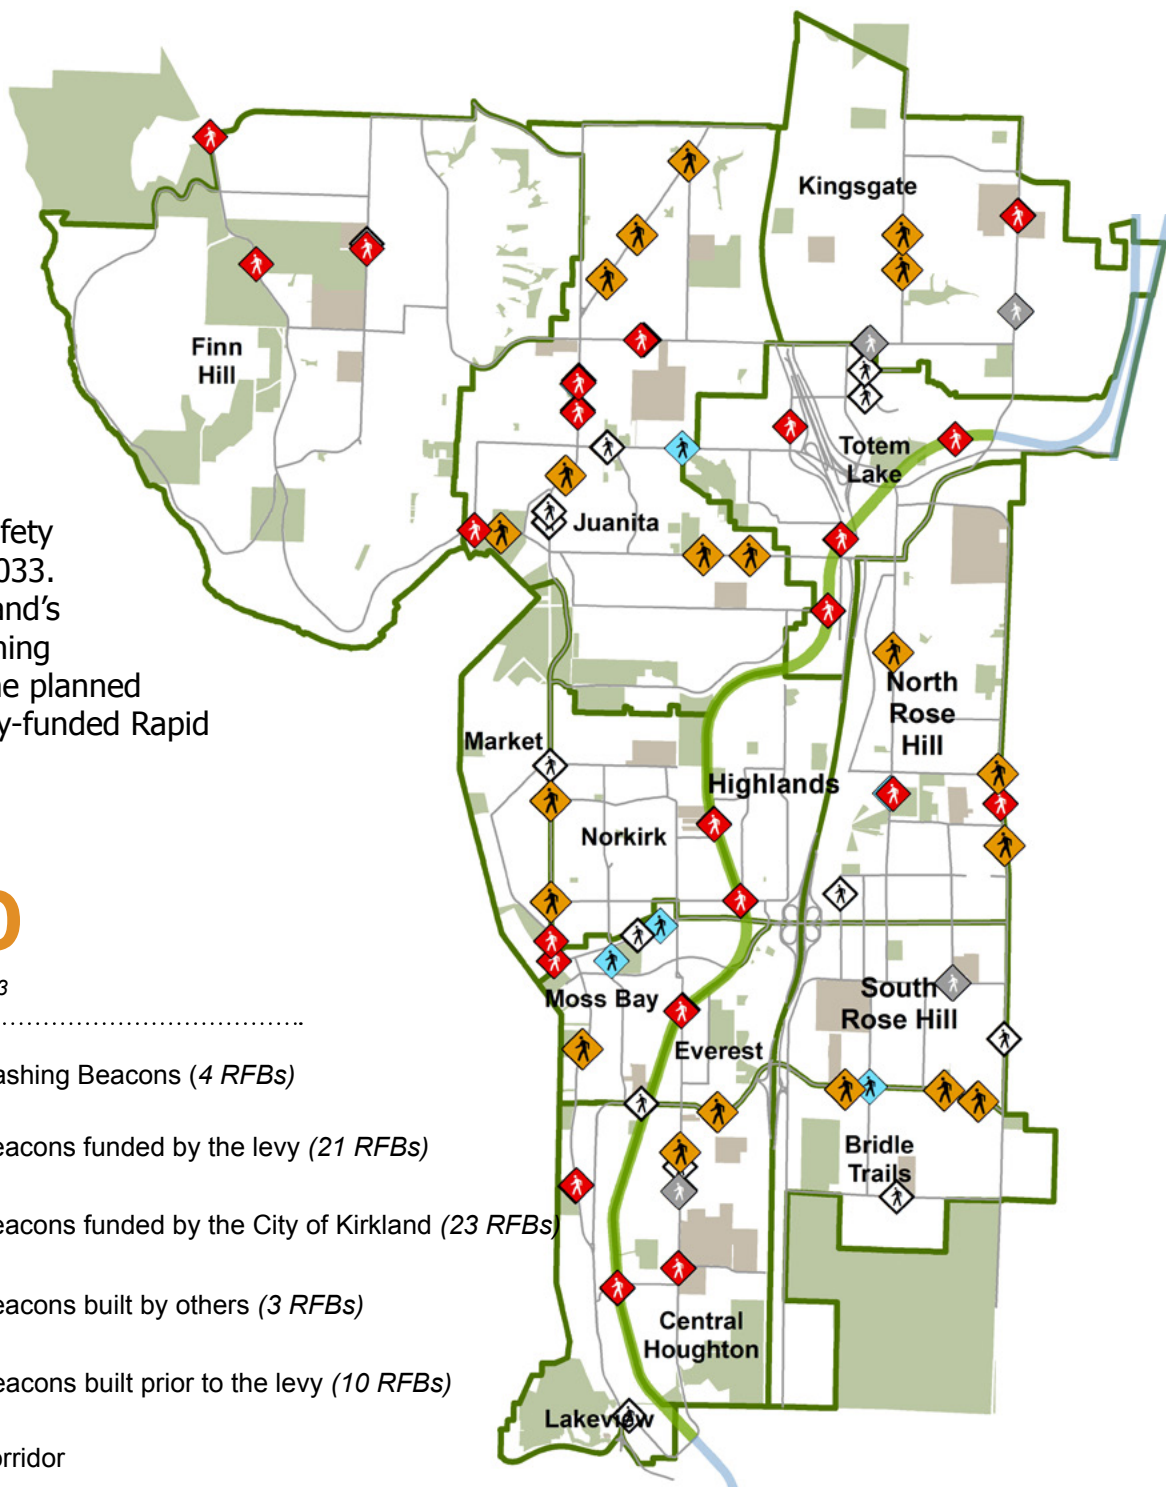 Kingsgate
Finn
Hill
Totem
Lake
Juanita
fety
033.
and's
ning
e planned
y-funded Rapid
North
Rose
Hill
Market
Highlands
Norkirk
3
South
Rose Hill
Moss Bay
Everest
ashing Beacons (4 RFBs)
eacons funded by the levy (21 RFBs)
Bridle
Trails
eacons funded by the City of Kirkland (23 RFBs)
eacons built by others (3 RFBs)
Central
Houghton
eacons built prior to the levy (10 RFBs)
Lakeview
orridor